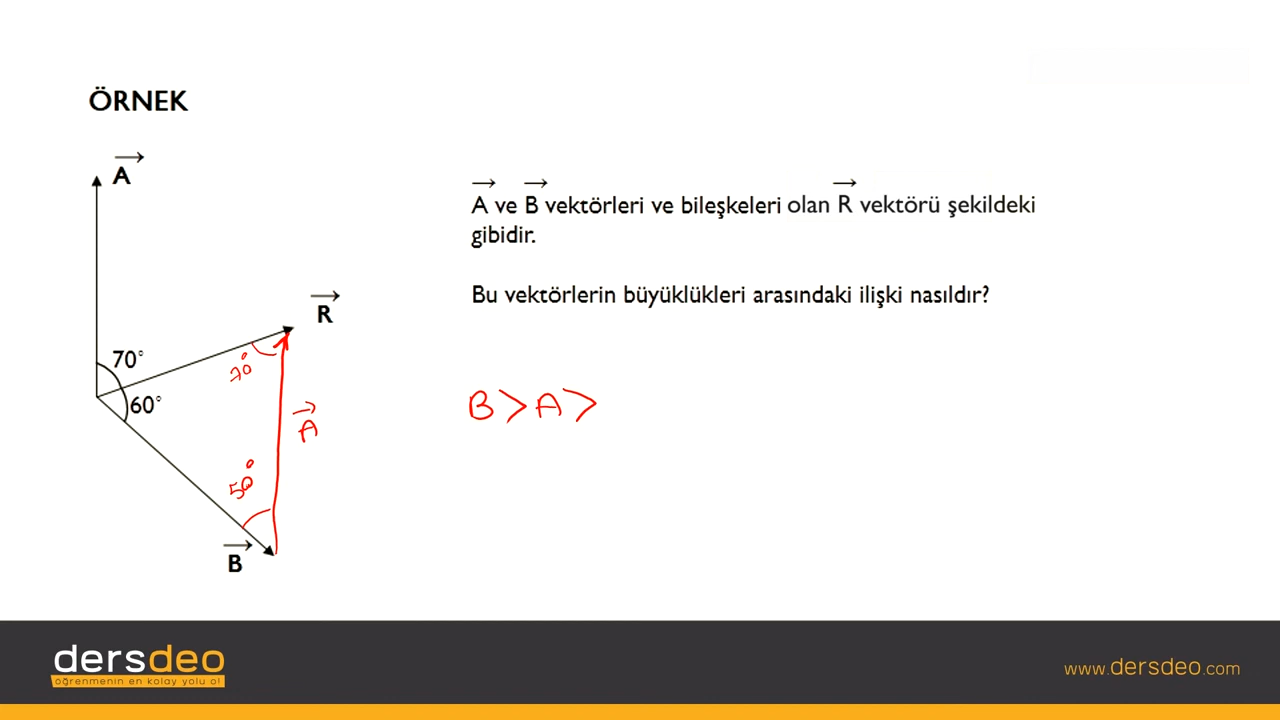 ÖRNEK
A
A ve B vektörleri ve bileşkeleri olan R vektörü şekildeki
gibidir.
Bu vektörlerin büyüklükleri arasındaki ilişki nasıldır?
R
70°
70°
60°
B > A >
A
50°
B
dersdeo
öğrenmenin en kolay yolu o!
www.dersdeo.com